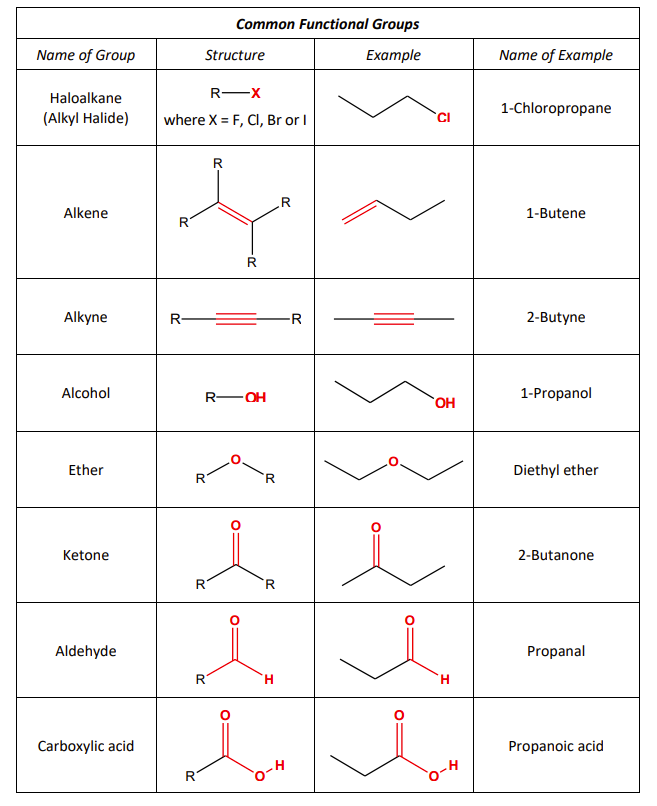 Common Functional Groups
Name of Group Structure Example Name of Example
Haloalkane
(Alkyl Halide)
R X
where X = F, Cl, Br or I
Cl
1-Chloropropane
Alkene
R
R
R
R
1-Butene
Alkyne
R R
2-Butyne
Alcohol
R OH
OH
1-Propanol
Ether
O
R R
O
Diethyl ether
Ketone
O
R R
O
2-Butanone
Aldehyde
O
R H
O
H
Propanal
Carboxylic acid
O
R O H
O
O H
Propanoic acid